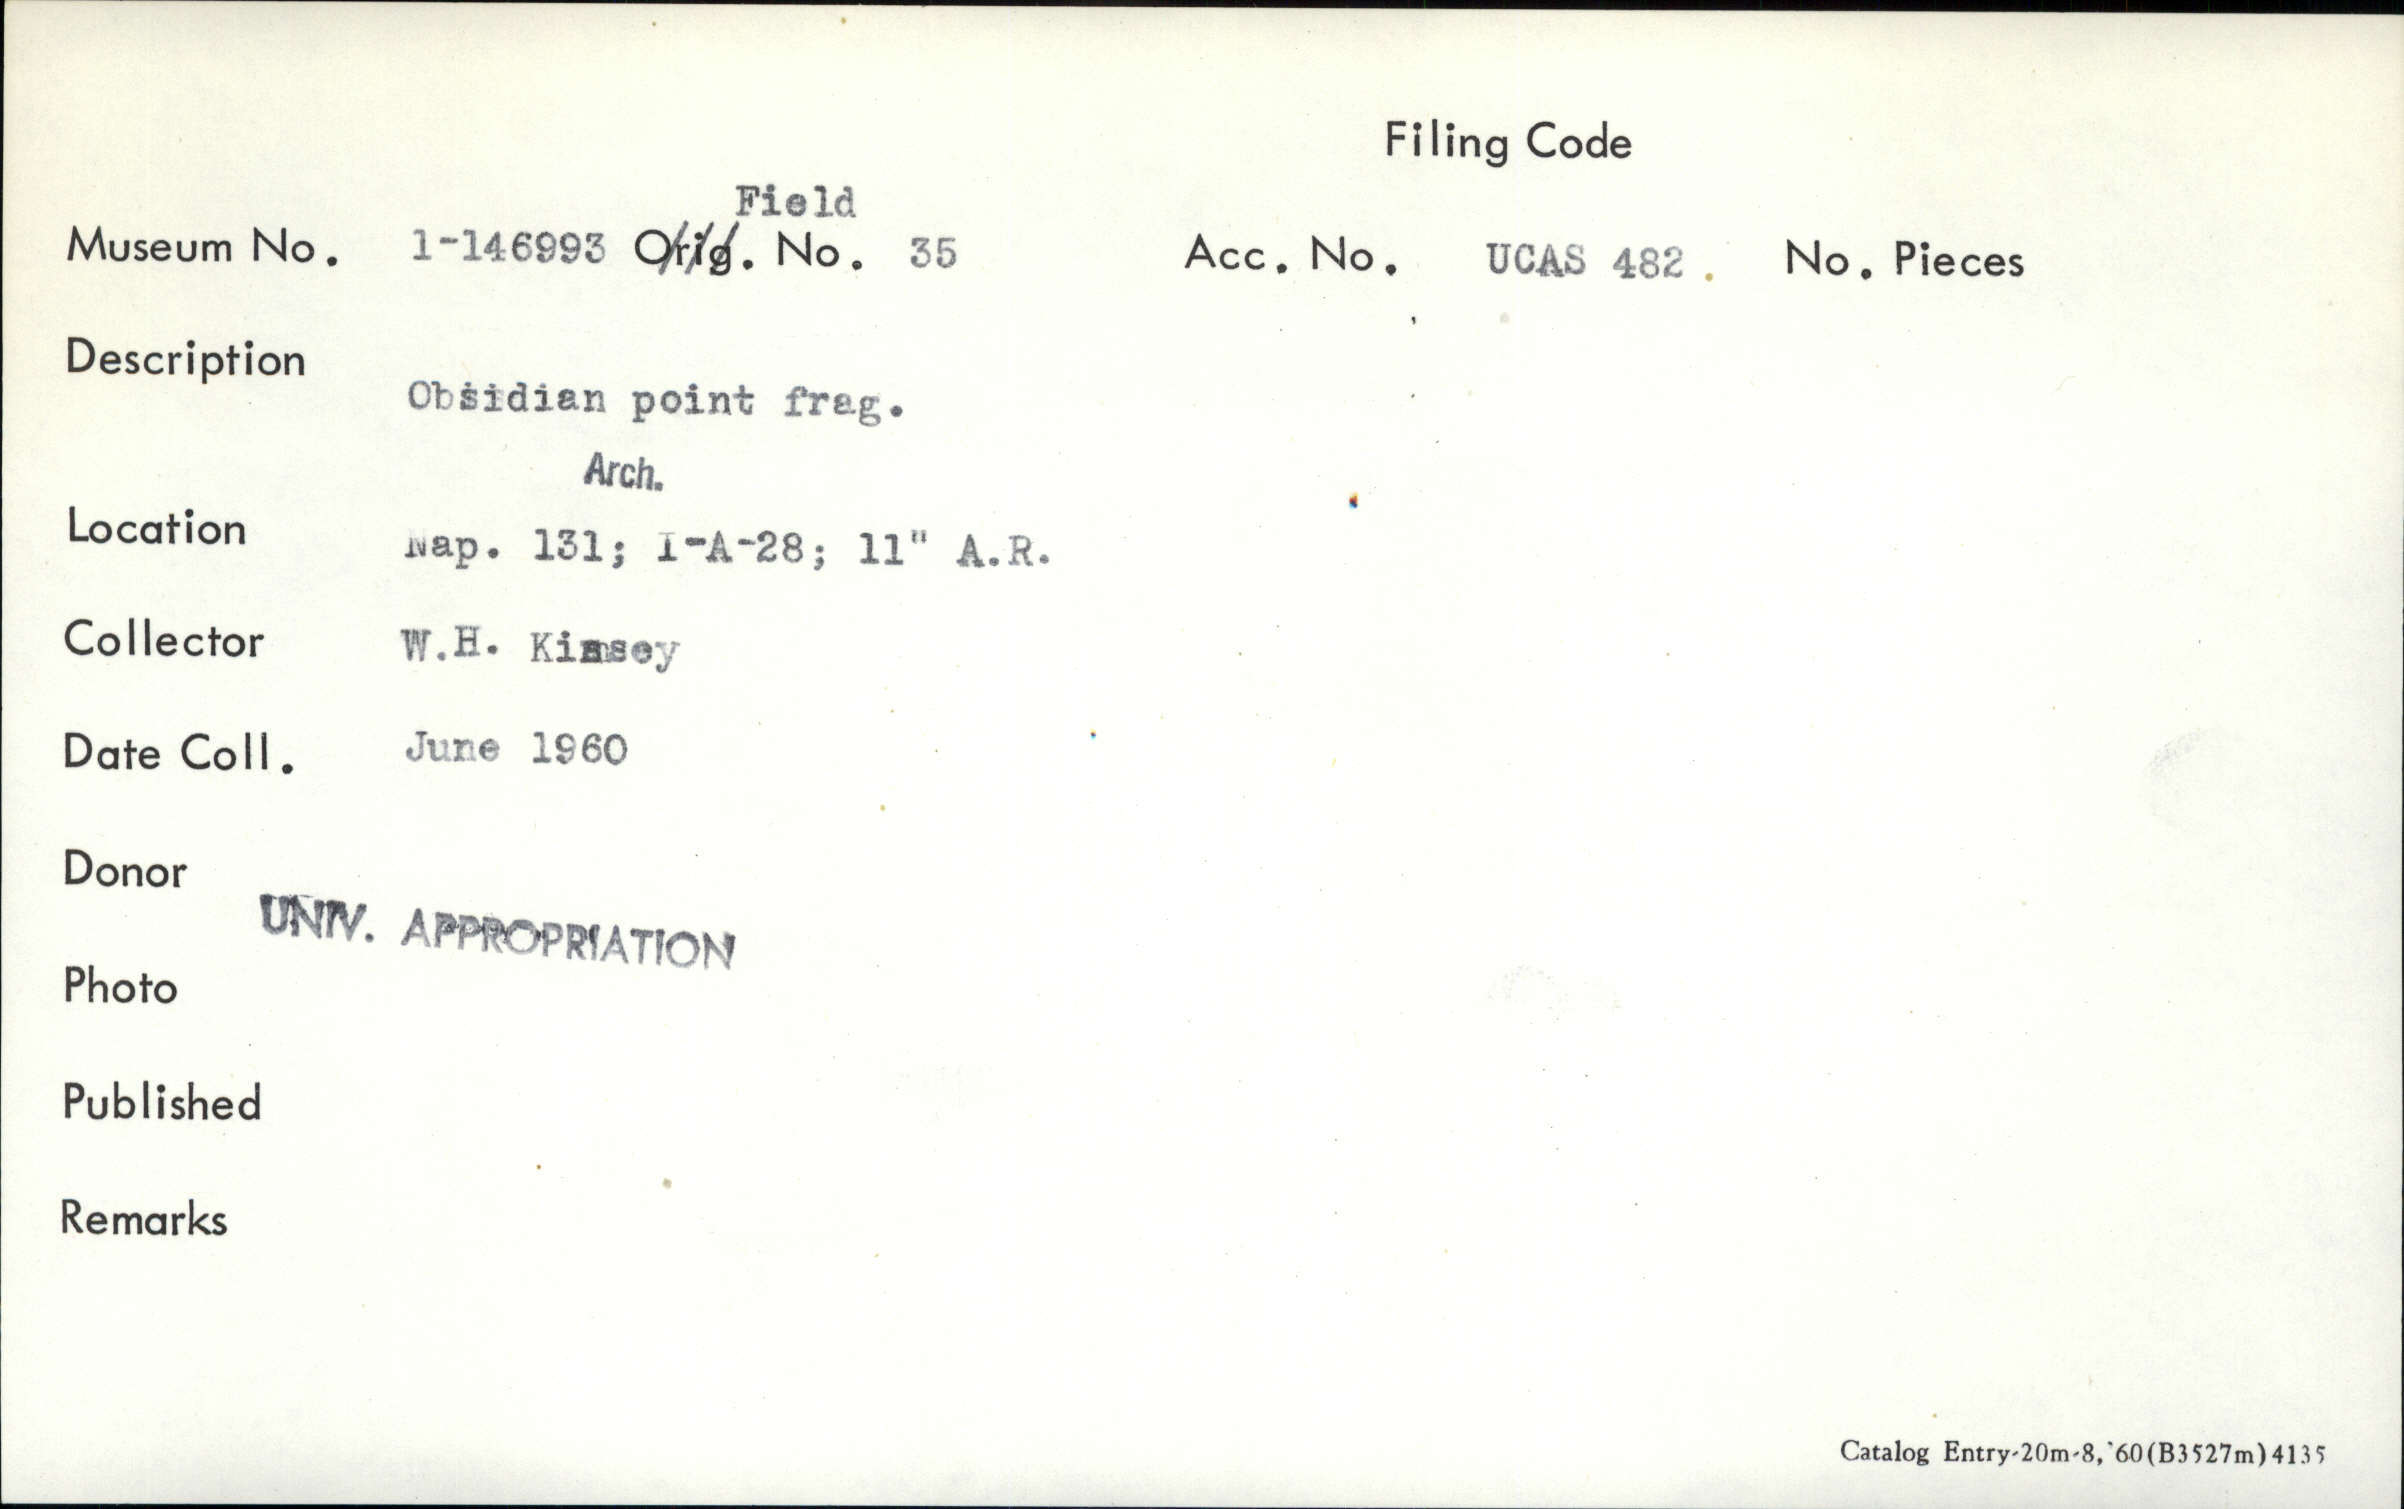 Filing Code
Field
Museum No. 1-146993 Orig. No. 35 Acc. No. UCAS 482. No. Pieces
Description
Obsidian point frag.
Arch.
Location Nap. 131; I-A-28; 11" A.R.
Collector W.H. Kimsey
Date Coll. June 1960
Donor
UNIV. APPROPRIATION
Photo
Published
Remarks
Catalog Entry-20m-8,'60(B3527m)4135